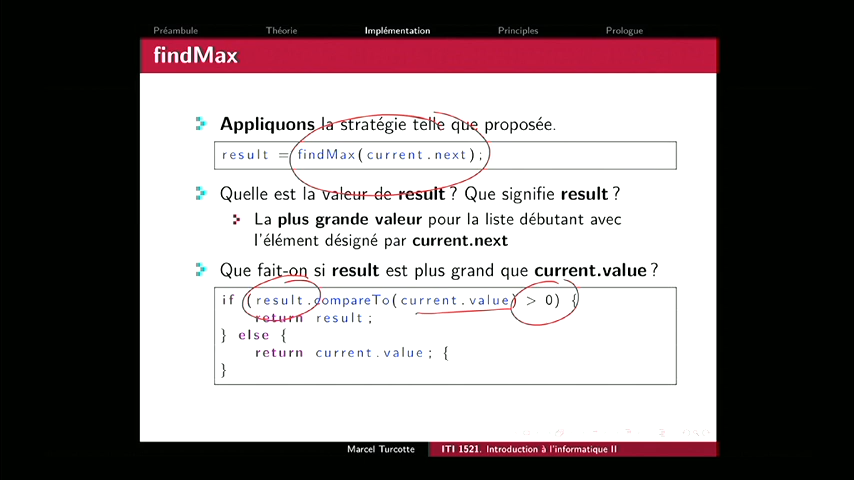 Préambule Théorie Implémentation Principles Prologue
findMax
Appliquons la stratégie telle que proposée.
result = findMax(current.next);
Quelle est la valeur de result ? Que signifie result ?
La plus grande valeur pour la liste débutant avec
l'élément désigné par current.next
Que fait-on si result est plus grand que current.value ?
if (result.compareTo(current.value) > 0) {
return result;
} else {
return current.value; {
}
Marcel Turcotte ITI 1521. Introduction à l'informatique II